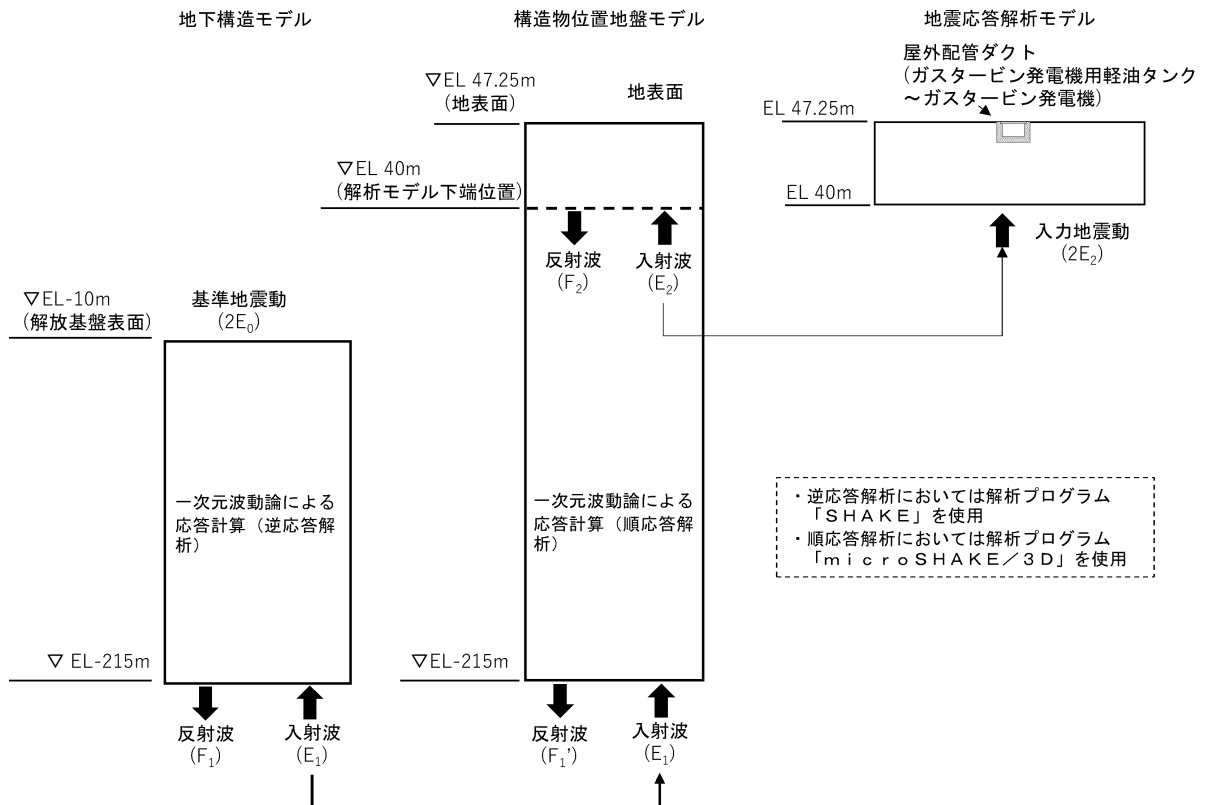 地下構造モデル
▽EL-10m
(解放基盤表面)
基準地震動
(2E₀)
一次元波動論による
応答計算（逆応答解
析）
▽ EL-215m
反射波
(F₁)
入射波
(E₁)
構造物位置地盤モデル
▽EL 47.25m
(地表面)
地表面
▽EL 40m
(解析モデル下端位置)
反射波
(F₂)
入射波
(E₂)
一次元波動論による
応答計算（順応答解
析）
▽EL-215m
反射波
(F₁')
入射波
(E₁)
地震応答解析モデル
屋外配管ダクト
(ガスタービン発電機用軽油タンク
～ガスタービン発電機)
EL 47.25m
EL 40m
入力地震動
(2E₂)
・逆応答解析においては解析プログラム
「ＳＨＡＫＥ」を使用
・順応答解析においては解析プログラム
「ｍｉｃｒｏＳＨＡＫＥ／３Ｄ」を使用